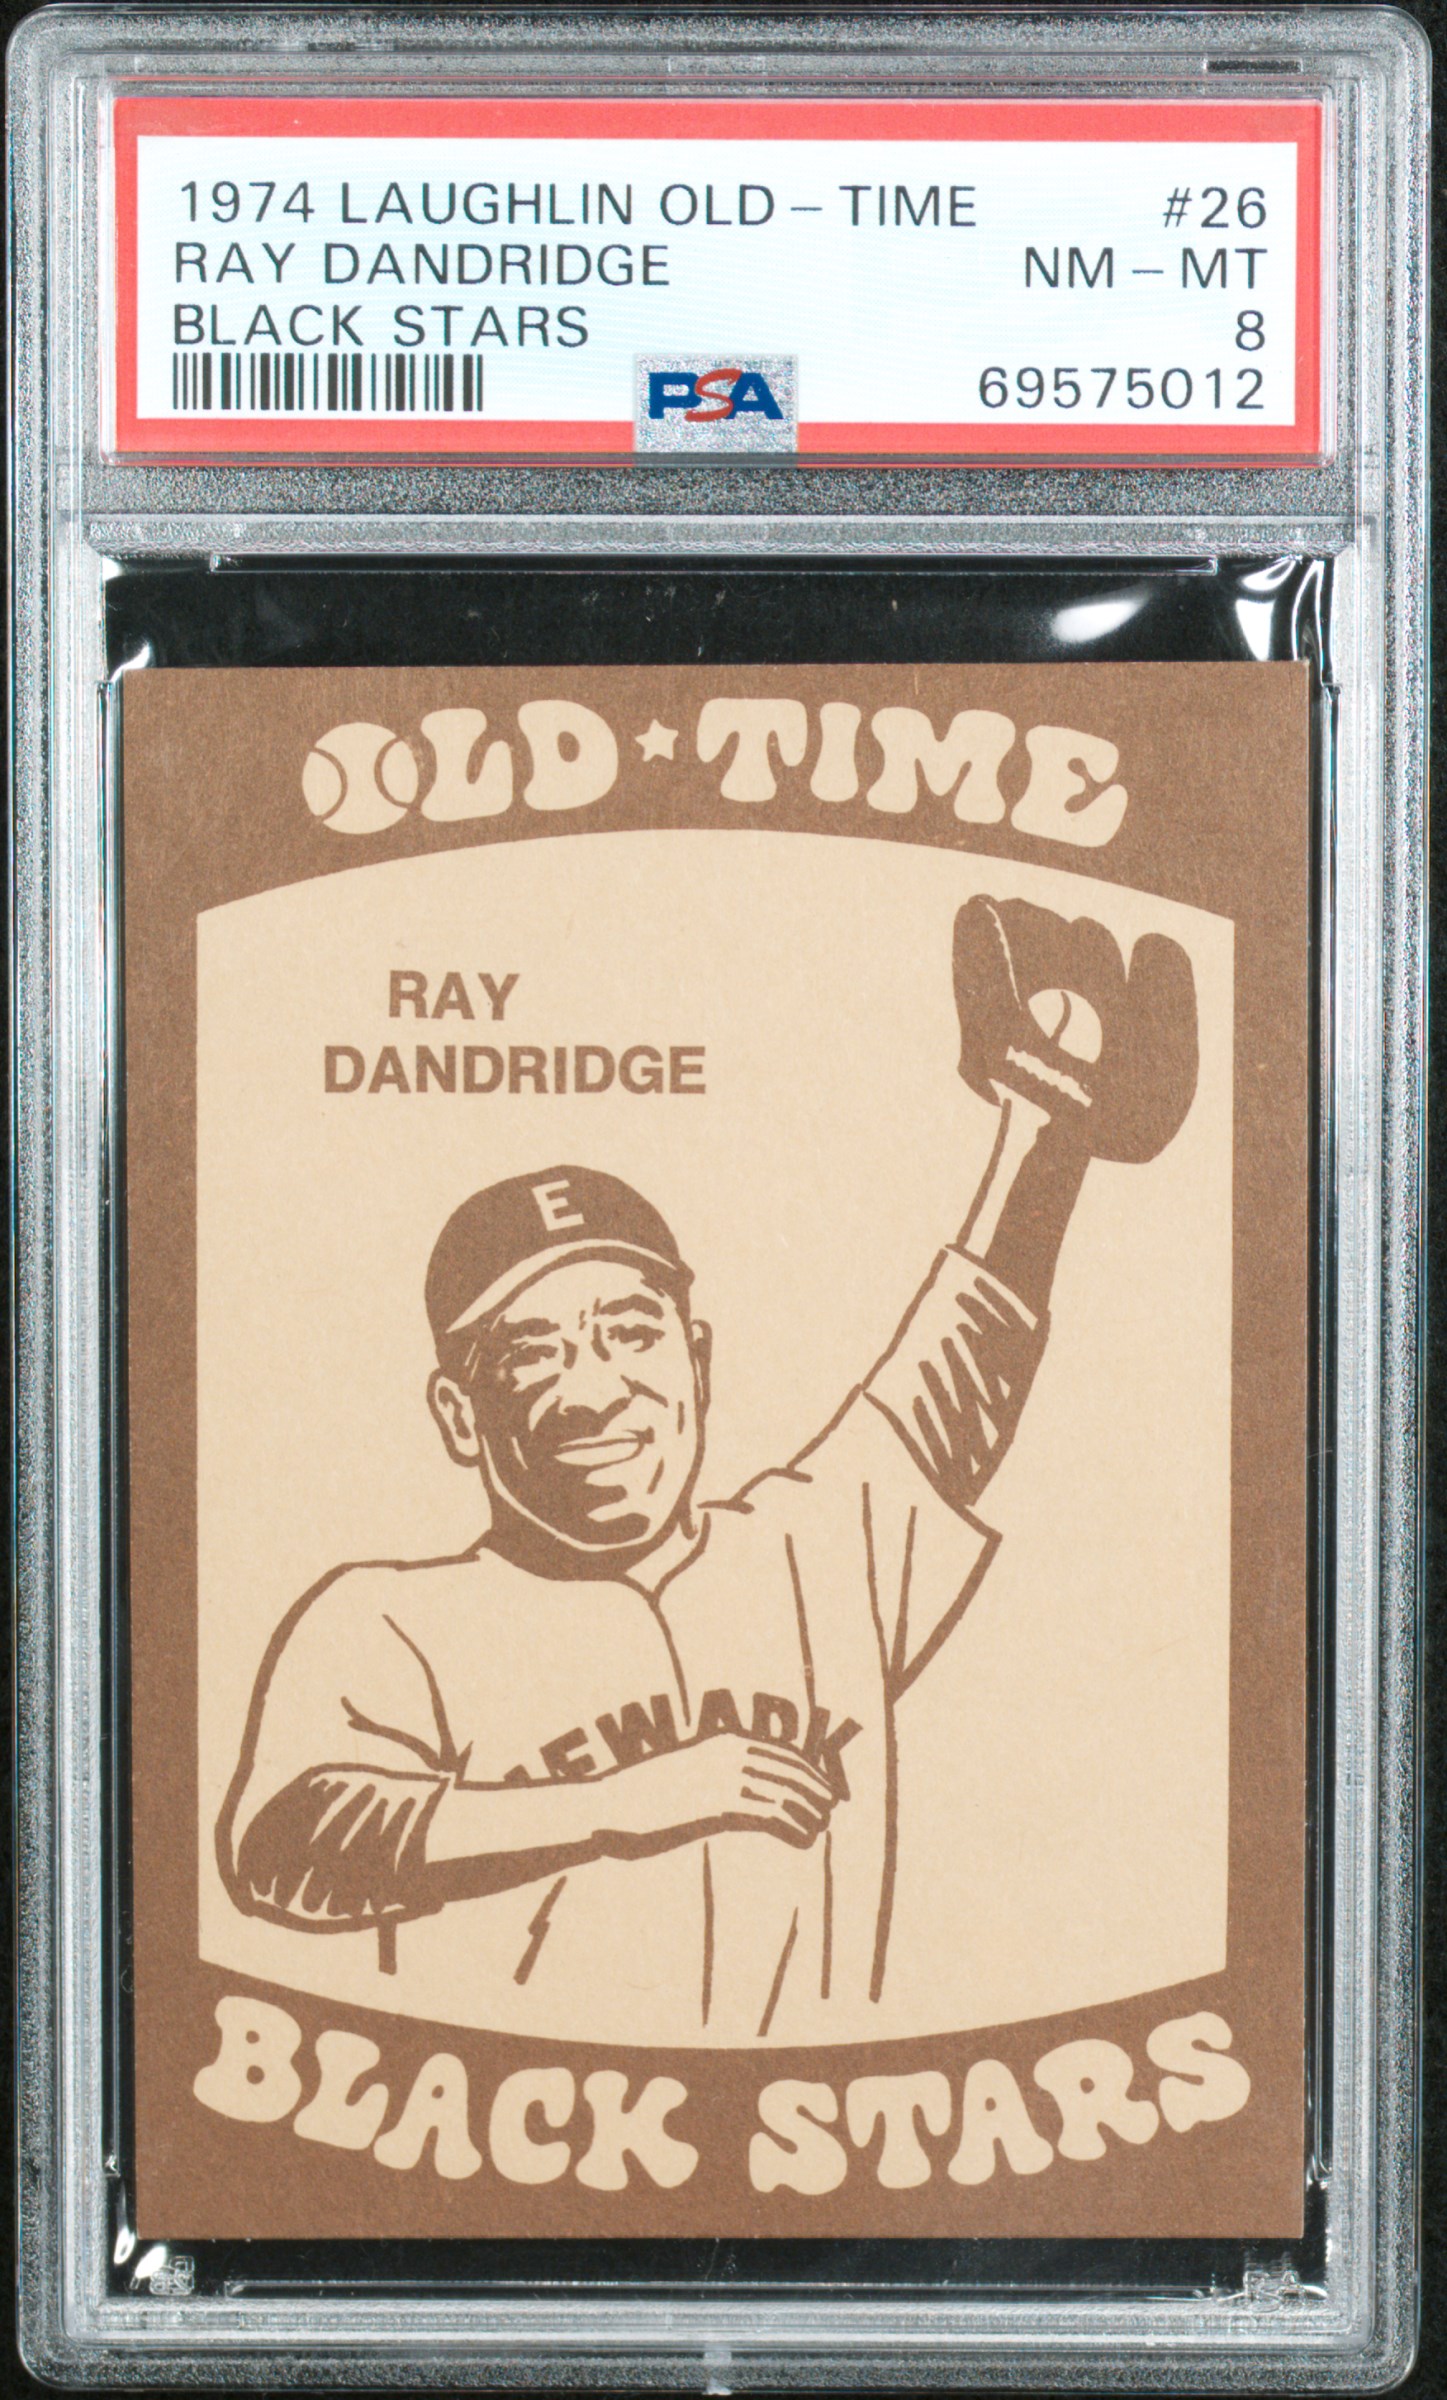 1974 LAUGHLIN OLD - TIME #26
RAY DANDRIDGE NM - MT
BLACK STARS 8
PSA 69575012
OLD TIME
RAY
DANDRIDGE
E
EWARK
BLACK STARS